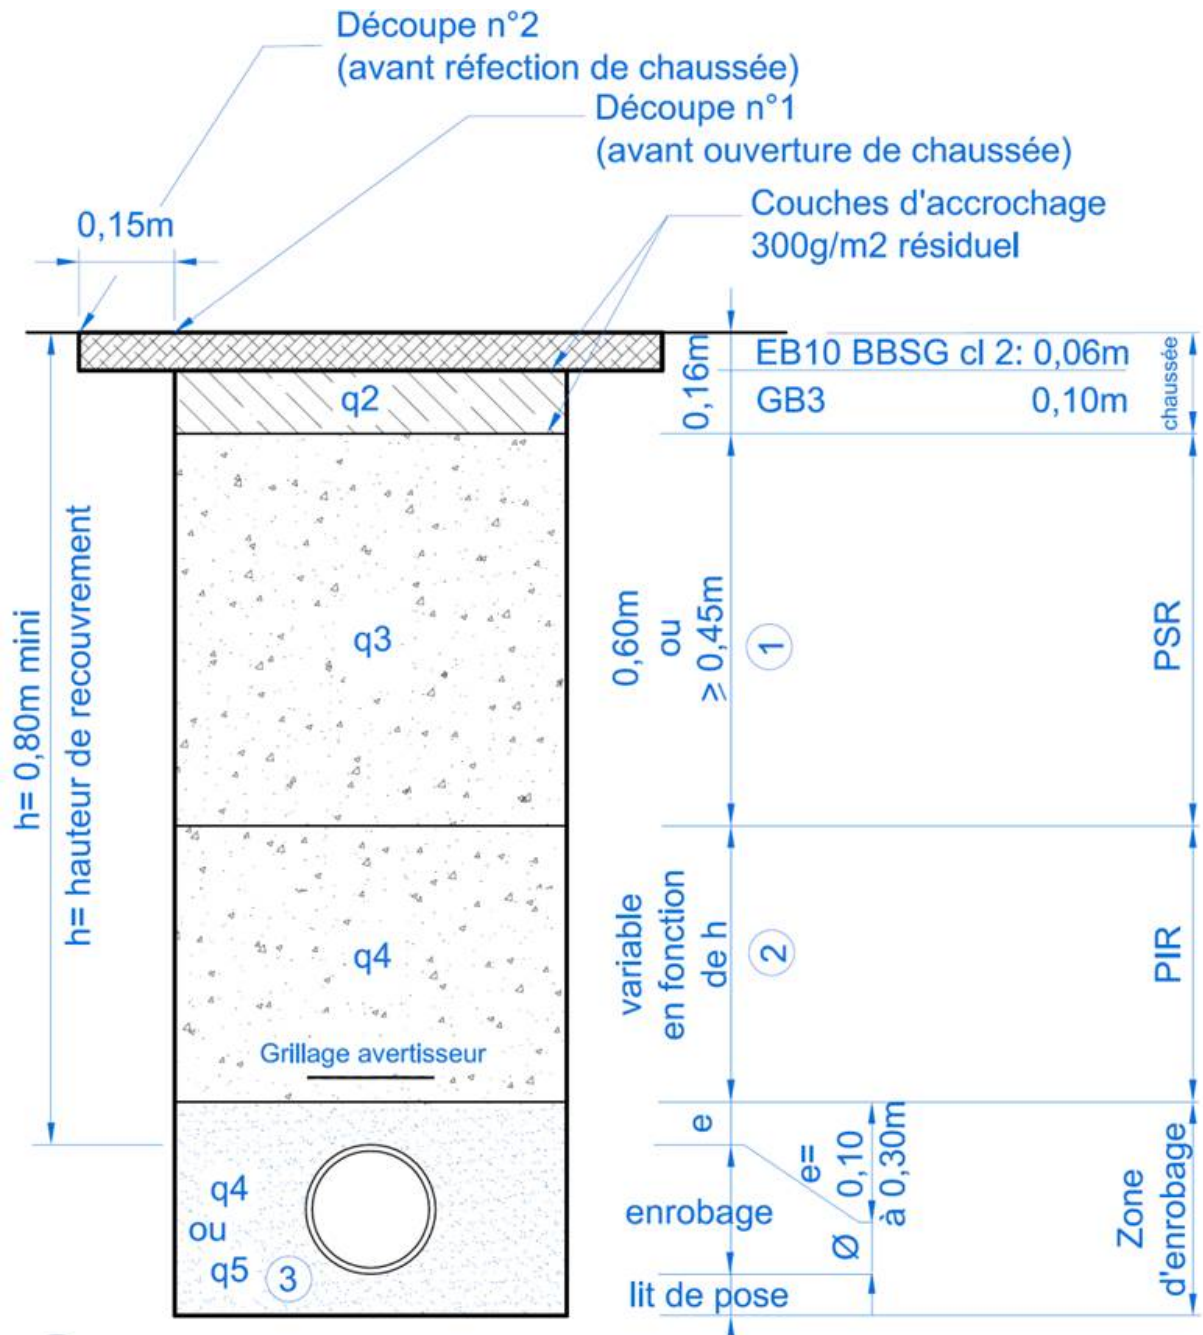 Découpe n°2
(avant réfection de chaussée)
Découpe n°1
(avant ouverture de chaussée)
Couches d'accrochage
300g/m2 résiduel
0,15m
0,16m
EB10 BBSG cl 2: 0,06m
GB3 0,10m
chaussée
q2
h= 0,80m mini
h= hauteur de recouvrement
q3
0,60m
ou
≥ 0,45m
1
PSR
q4
variable
en fonction
de h
2
PIR
Grillage avertisseur
q4
ou
q5
3
e
e=
0,10
à 0,30m
enrobage
Ø
lit de pose
Zone
d'enrobage